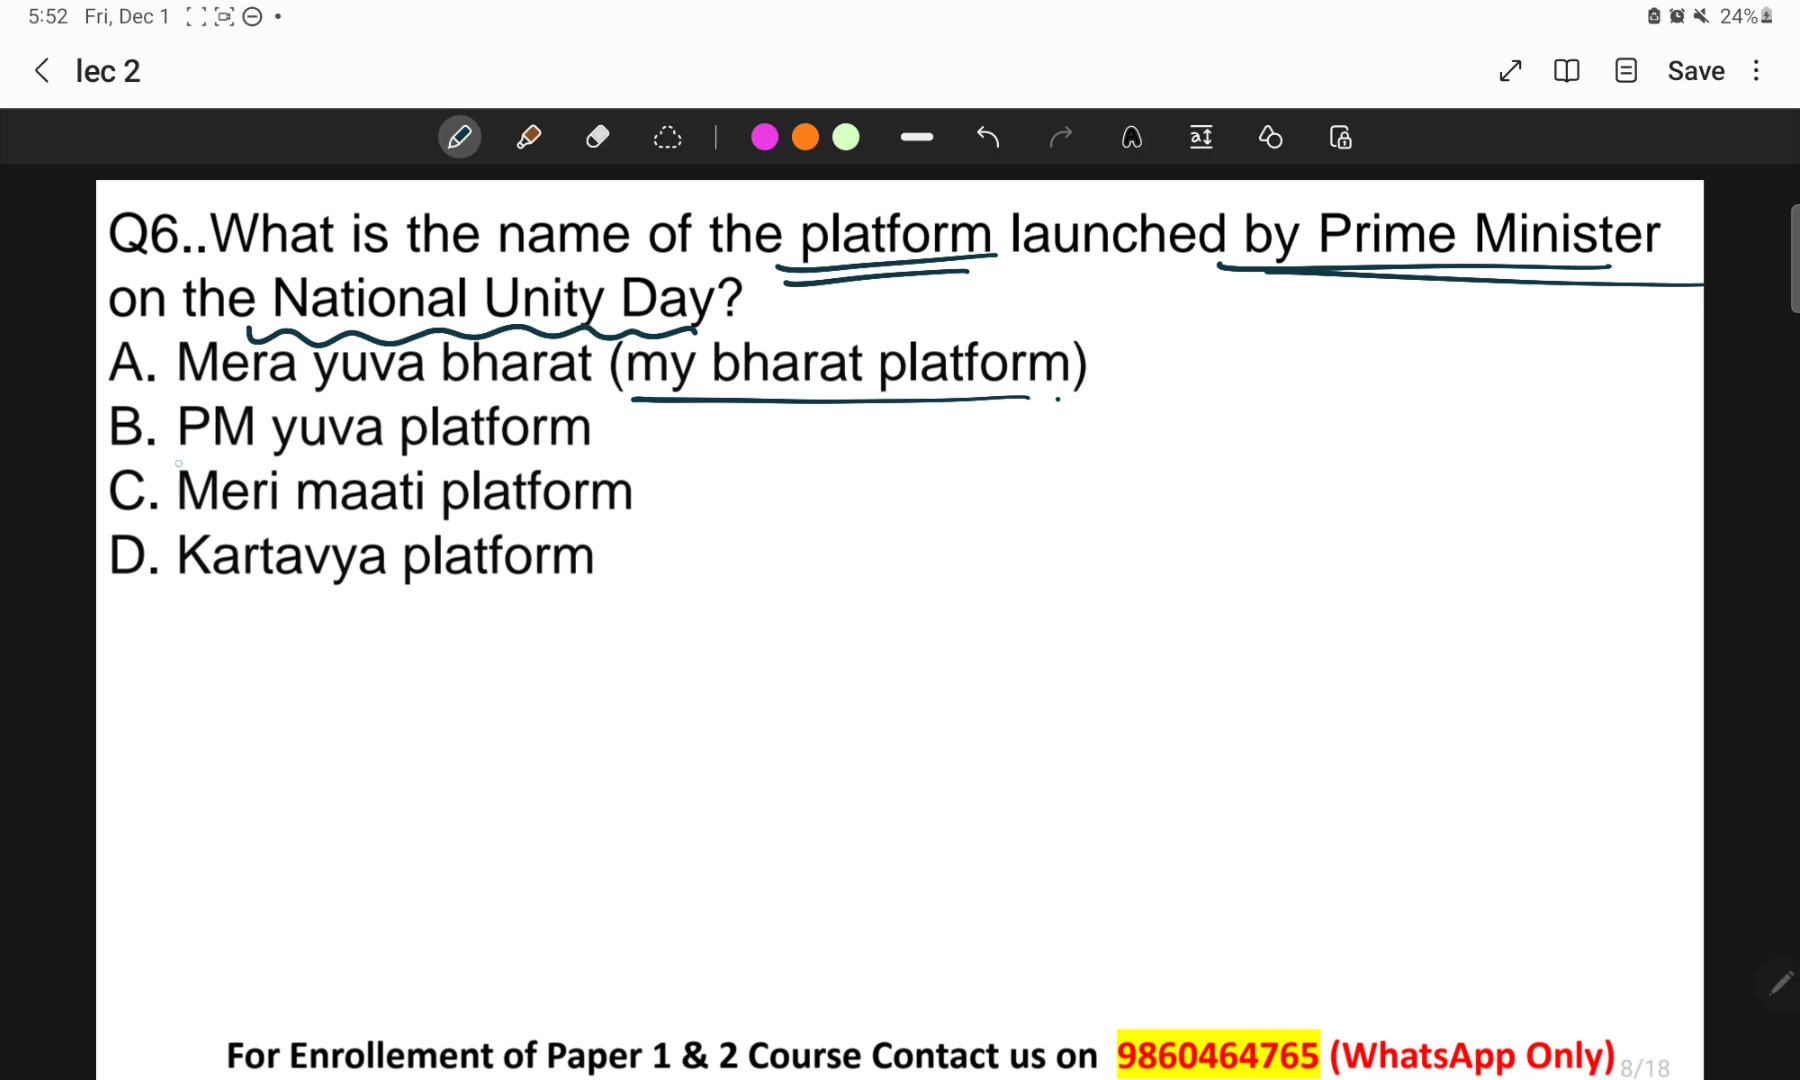 5:52 Fri, Dec 1 24%
lec 2 Save
Q6..What is the name of the platform launched by Prime Minister
on the National Unity Day?
A. Mera yuva bharat (my bharat platform)
B. PM yuva platform
C. Meri maati platform
D. Kartavya platform
For Enrollement of Paper 1 & 2 Course Contact us on 9860464765 (WhatsApp Only) 8/18